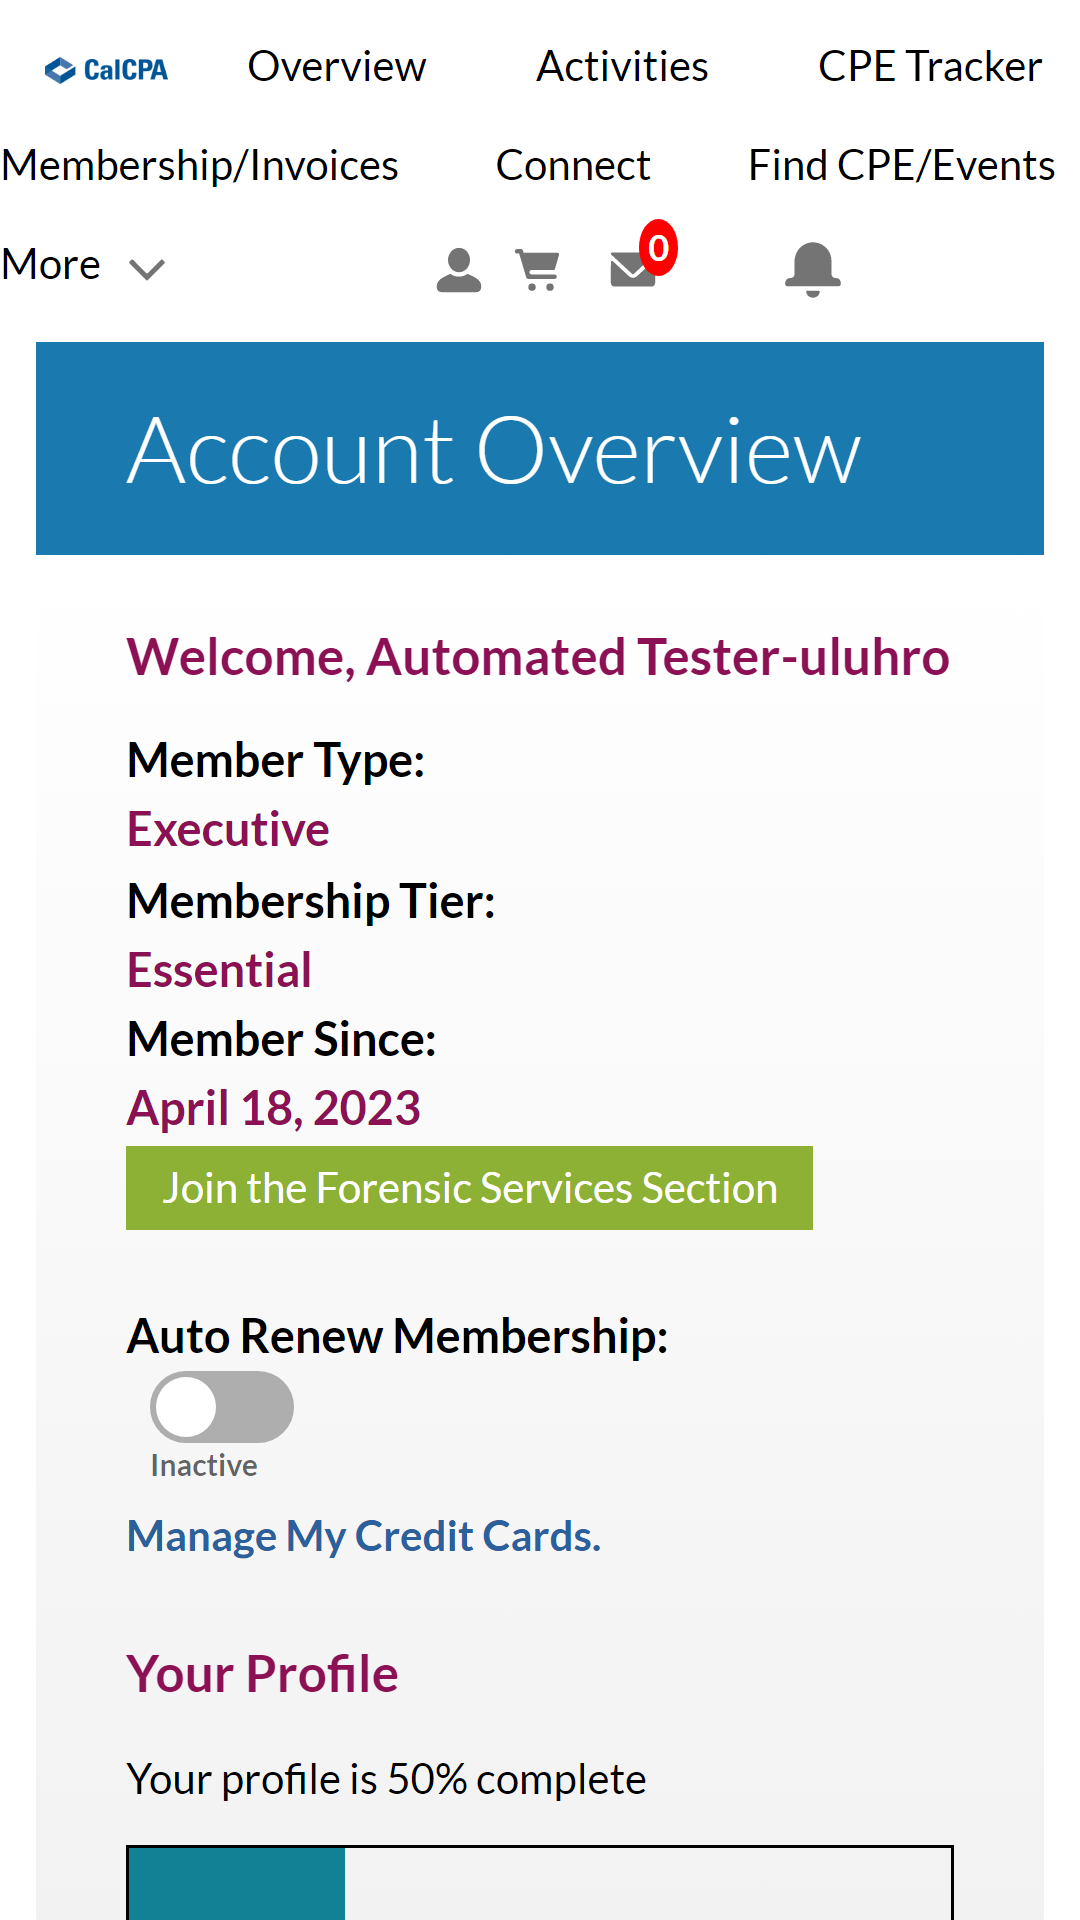 CalCPA Overview Activities CPE Tracker
Membership/Invoices Connect Find CPE/Events
More 0
Account Overview
Welcome, Automated Tester-uluhro
Member Type:
Executive
Membership Tier:
Essential
Member Since:
April 18, 2023
Join the Forensic Services Section
Auto Renew Membership:
Inactive
Manage My Credit Cards.
Your Profile
Your profile is 50% complete